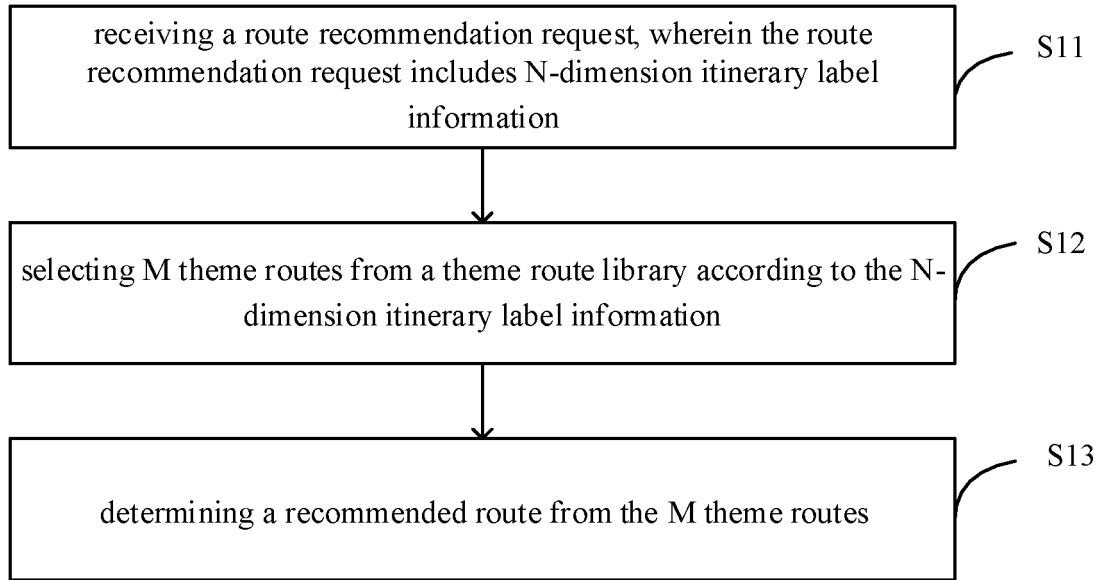 receiving a route recommendation request, wherein the route
recommendation request includes N-dimension itinerary label
information
S11
selecting M theme routes from a theme route library according to the N-
dimension itinerary label information
S12
determining a recommended route from the M theme routes
S13